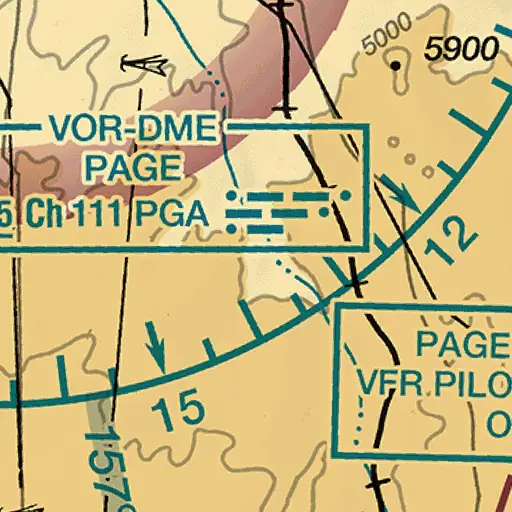 5000
5900
VOR-DME
PAGE
5 Ch 111 PGA
12
PAGE
VFR PILO
O
15
157°